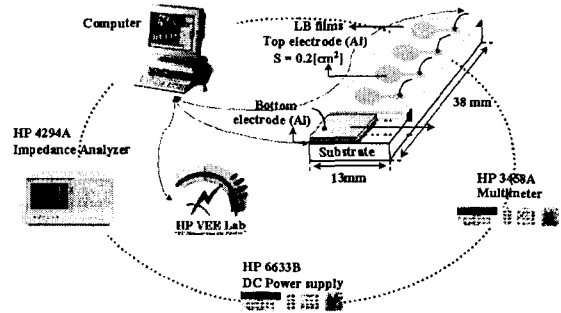 Computer
LB films
Top electrode (Al)
S = 0.2[cm²]
Bottom
electrode (Al)
38 mm
Substrate
13mm
HP 4294A
Impedance Analyzer
HP VEE Lab
HP 3458A
Multimeter
HP 6633B
DC Power supply